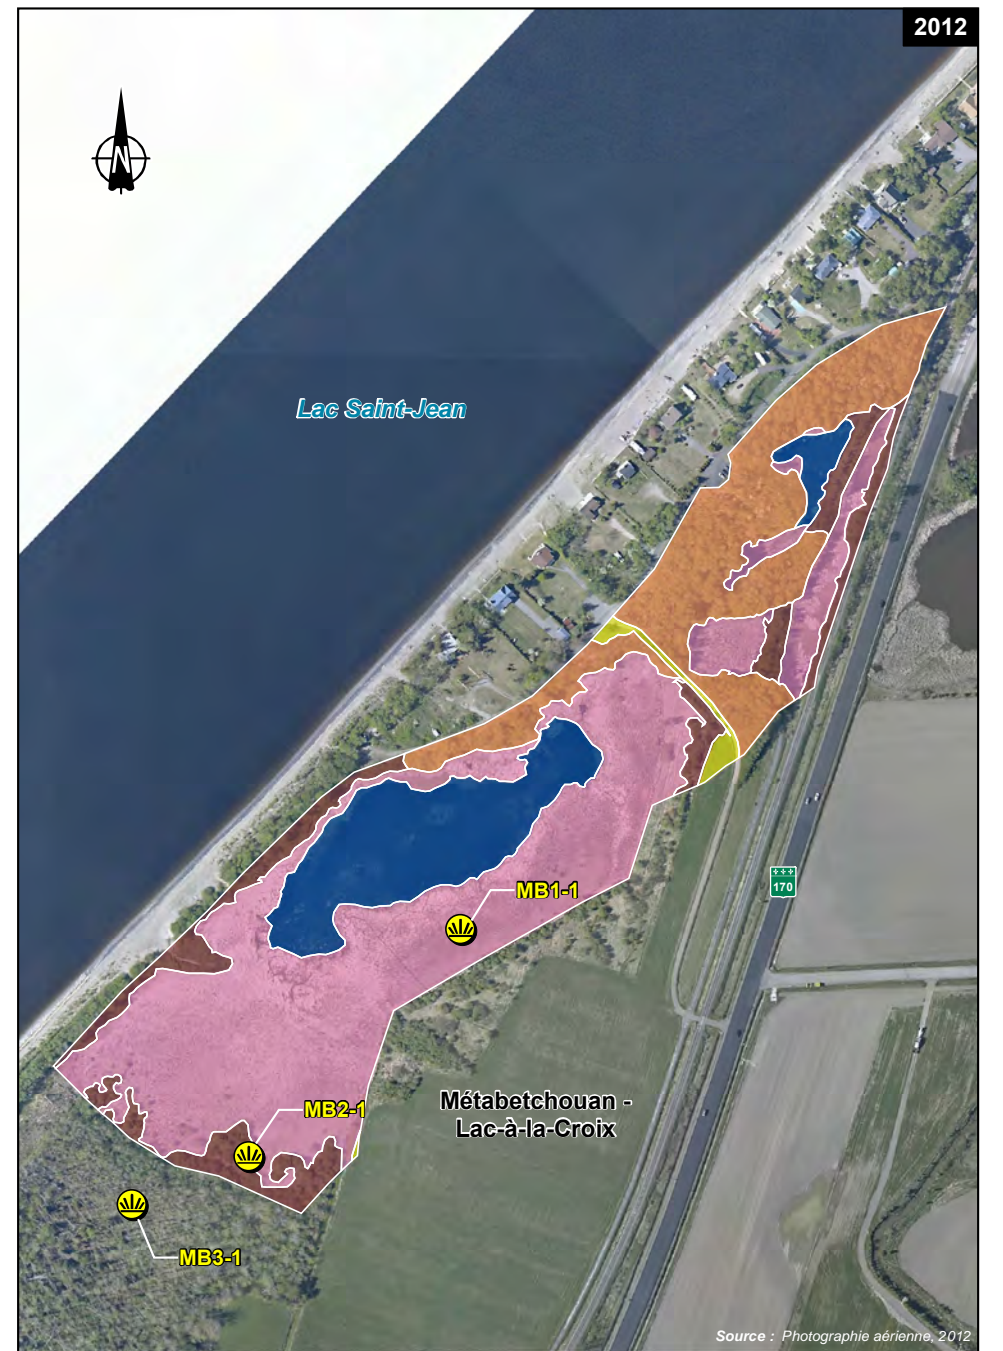 2012
N
Lac Saint-Jean
MB1-1
170
MB2-1
Métabetchouan -
Lac-à-la-Croix
MB3-1
Source : Photographie aérienne, 2012